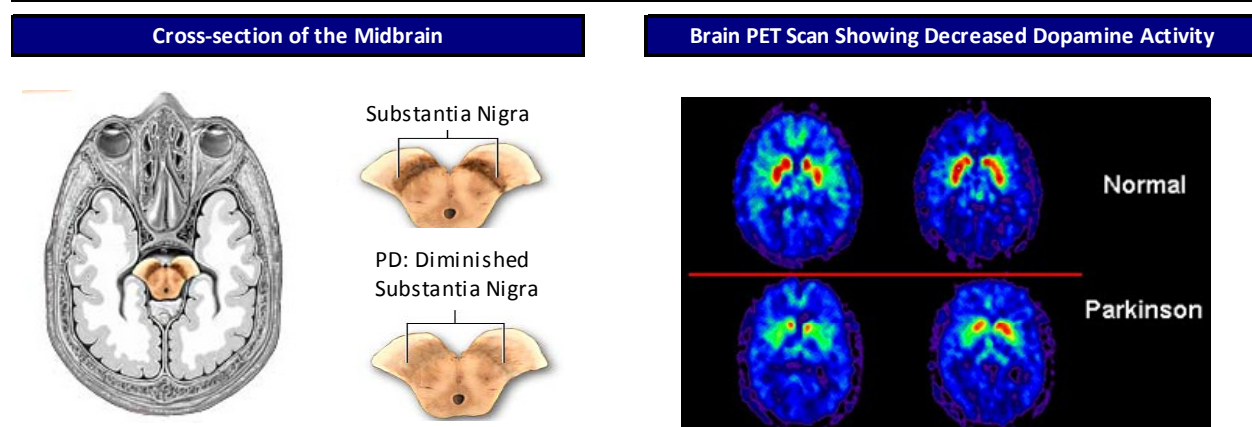 Cross-section of the Midbrain
Brain PET Scan Showing Decreased Dopamine Activity
Substantia Nigra
PD: Diminished
Substantia Nigra
Normal
Parkinson